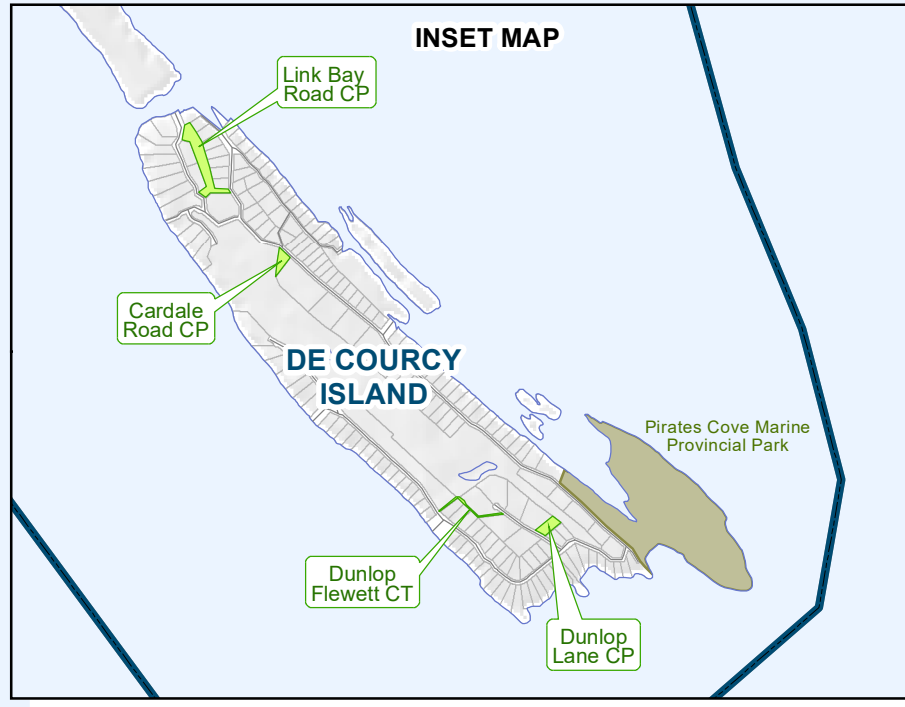 INSET MAP
Link Bay
Road CP
Cardale
Road CP
DE COURCY
ISLAND
Pirates Cove Marine
Provincial Park
Dunlop
Flewett CT
Dunlop
Lane CP